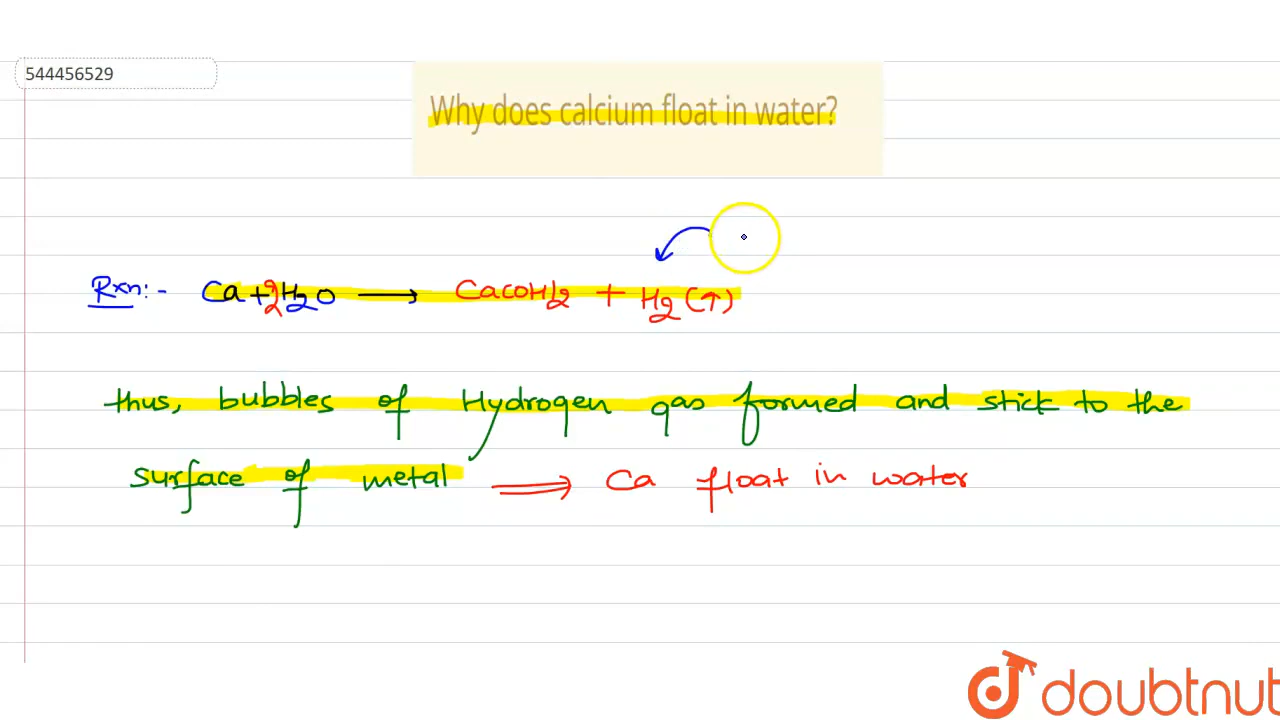 544456529
Why does calcium float in water?
Rxn:- Ca + 2H2O ⟶ Ca(OH)2 + H2(↑)
thus, bubbles of Hydrogen gas formed and stick to the
surface of metal ⟹ Ca float in water
doubtnut